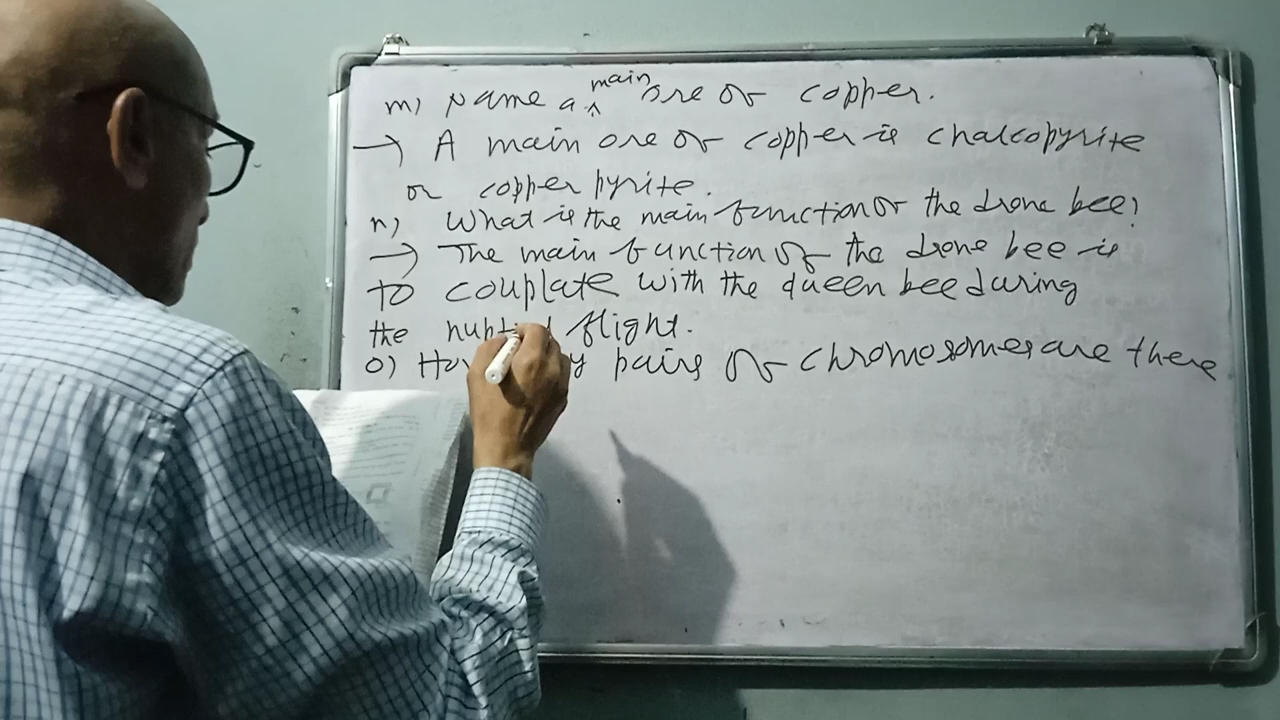 m) Name a main ore of copper.
→ A main ore of copper is chalcopyrite
or copper pyrite.
n) What is the main function of the drone bee?
→ The main function of the drone bee is
to couplate with the queen bee during
the flight.
o) pairs of chromosomes are there